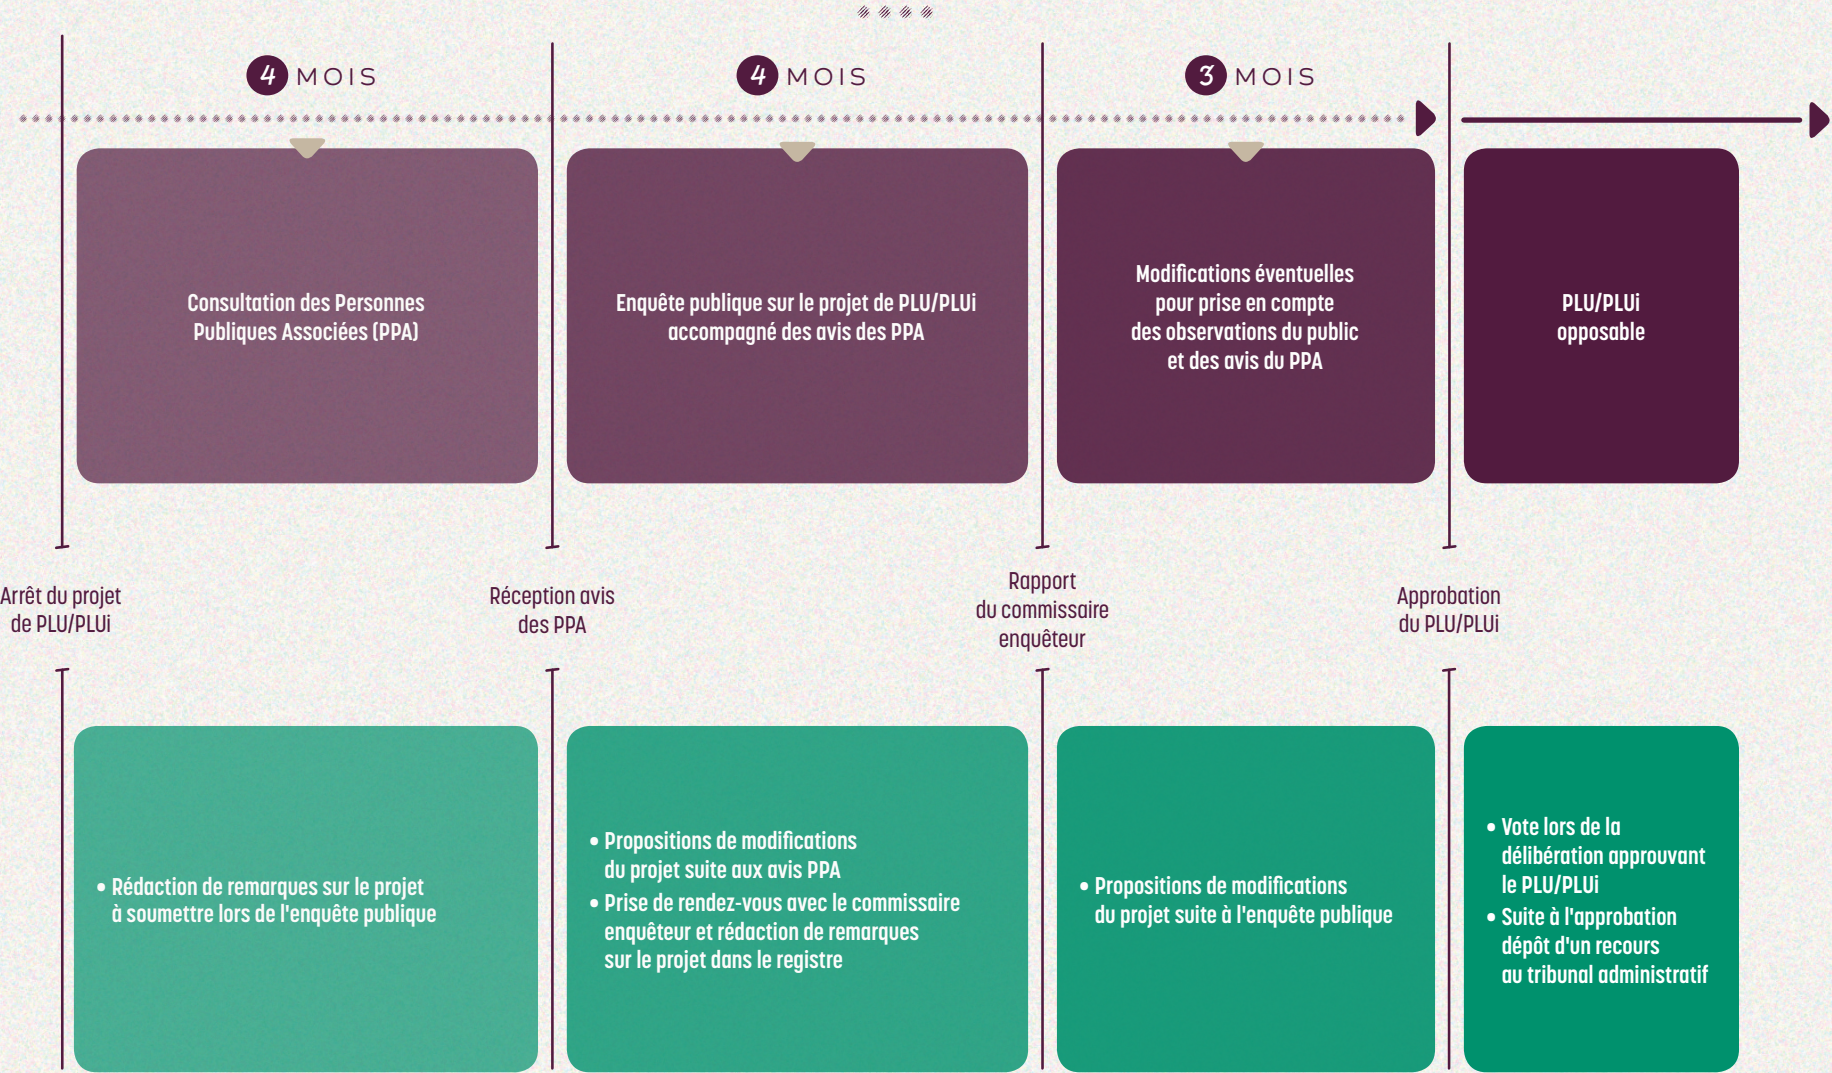 4 MOIS
4 MOIS
3 MOIS
Consultation des Personnes
Publiques Associées (PPA)
Enquête publique sur le projet de PLU/PLUi
accompagné des avis des PPA
Modifications éventuelles
pour prise en compte
des observations du public
et des avis du PPA
PLU/PLUi
opposable
Arrêt du projet
de PLU/PLUi
Réception avis
des PPA
Rapport
du commissaire
enquêteur
Approbation
du PLU/PLUi
• Rédaction de remarques sur le projet
à soumettre lors de l'enquête publique
• Propositions de modifications
du projet suite aux avis PPA
• Prise de rendez-vous avec le commissaire
enquêteur et rédaction de remarques
sur le projet dans le registre
• Propositions de modifications
du projet suite à l'enquête publique
• Vote lors de la
délibération approuvant
le PLU/PLUi
• Suite à l'approbation
dépôt d'un recours
au tribunal administratif